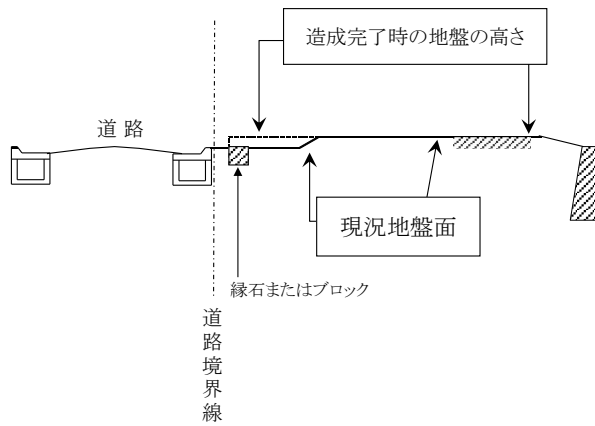 造成完了時の地盤の高さ
道 路
現況地盤面
縁石またはブロック
道路境界線